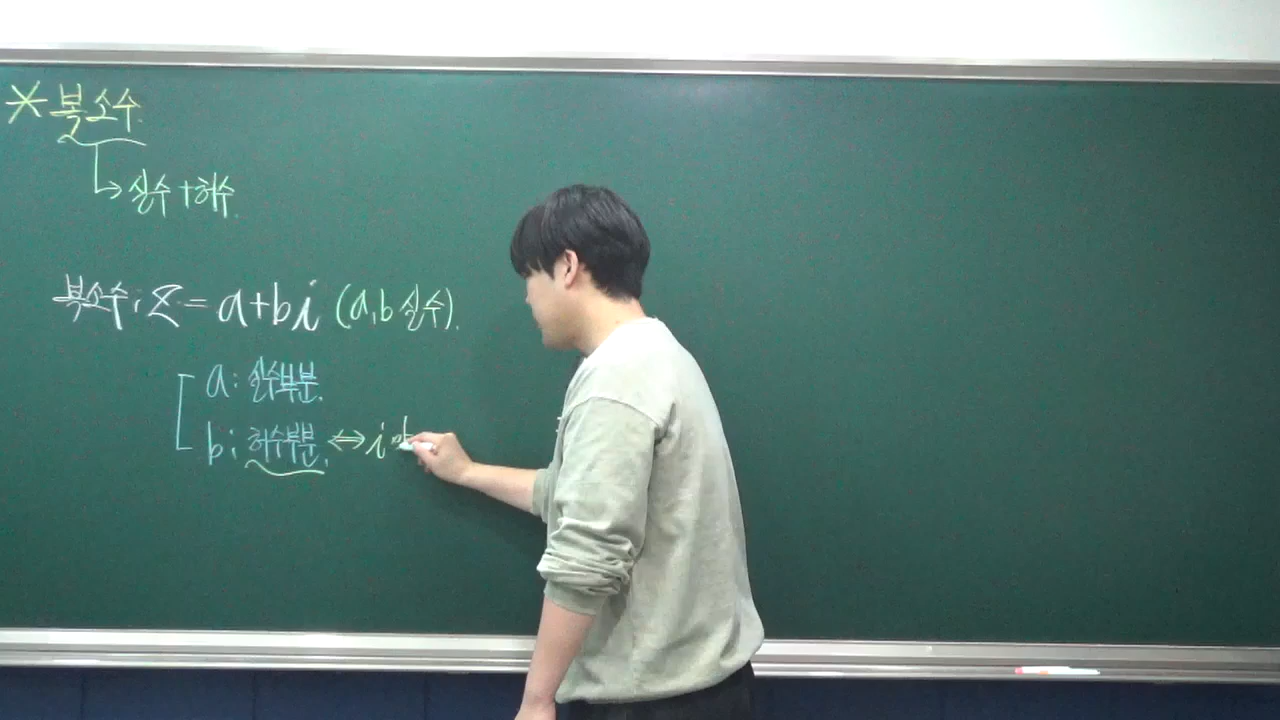 * 복소수.
↳ 실수 + 허수.
복소수 : z = a+bi (a, b 실수).
a : 실수부분.
b : 허수부분. ⇔ i